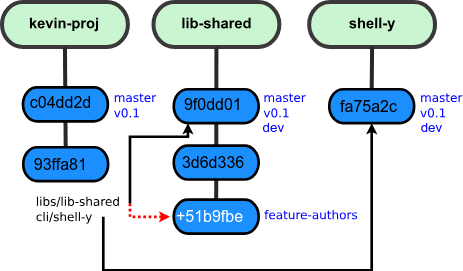 kevin-proj
lib-shared
shell-y
c04dd2d
master
v0.1
9f0dd01
master
v0.1
dev
fa75a2c
master
v0.1
dev
93ffa81
3d6d336
libs/lib-shared
cli/shell-y
+51b9fbe
feature-authors